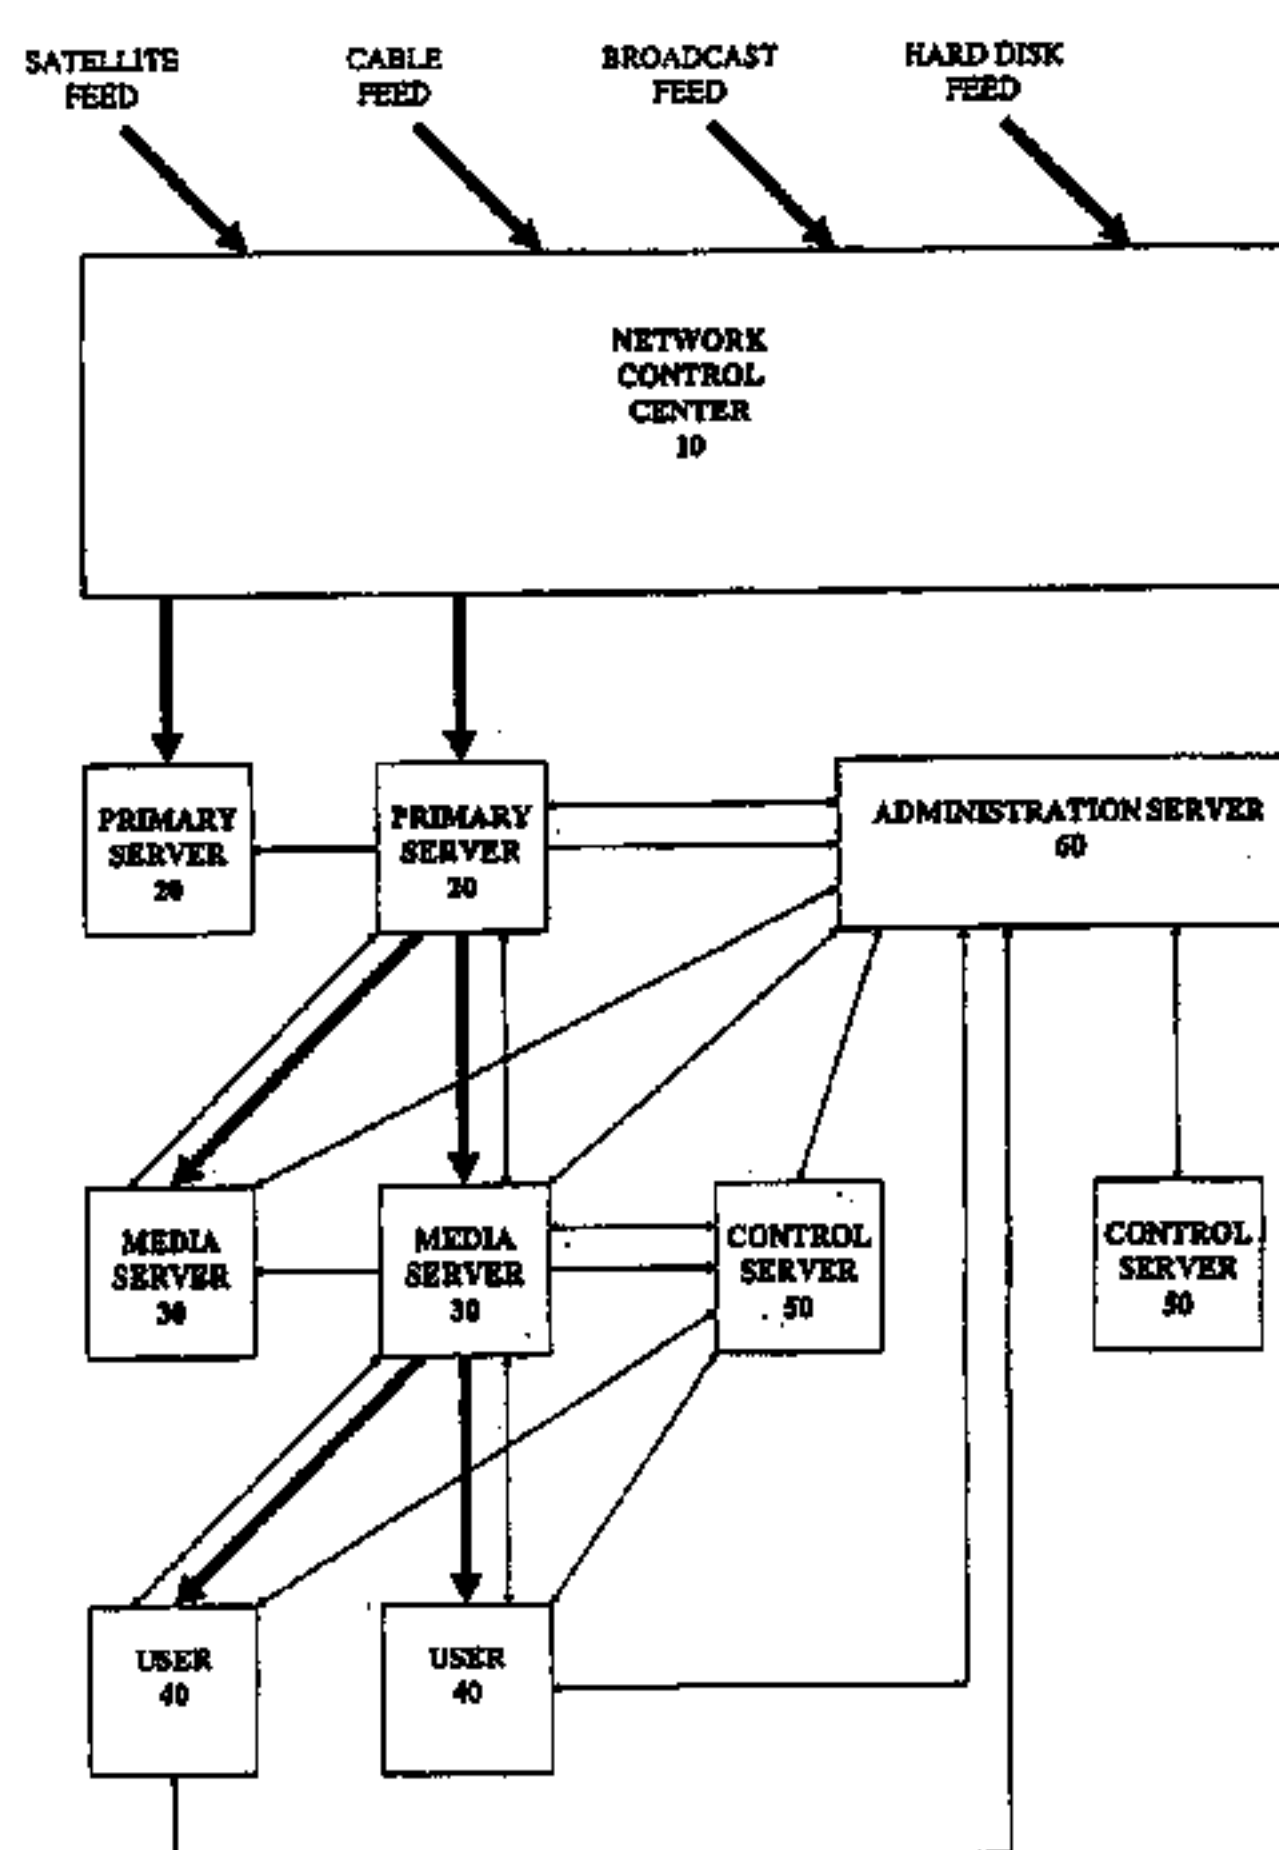 SATELLITE
FEED
CABLE
FEED
BROADCAST
FEED
HARD DISK
FEED
NETWORK
CONTROL
CENTER
10
PRIMARY
SERVER
20
PRIMARY
SERVER
20
ADMINISTRATION SERVER
60
MEDIA
SERVER
30
MEDIA
SERVER
30
CONTROL
SERVER
50
CONTROL
SERVER
50
USER
40
USER
40